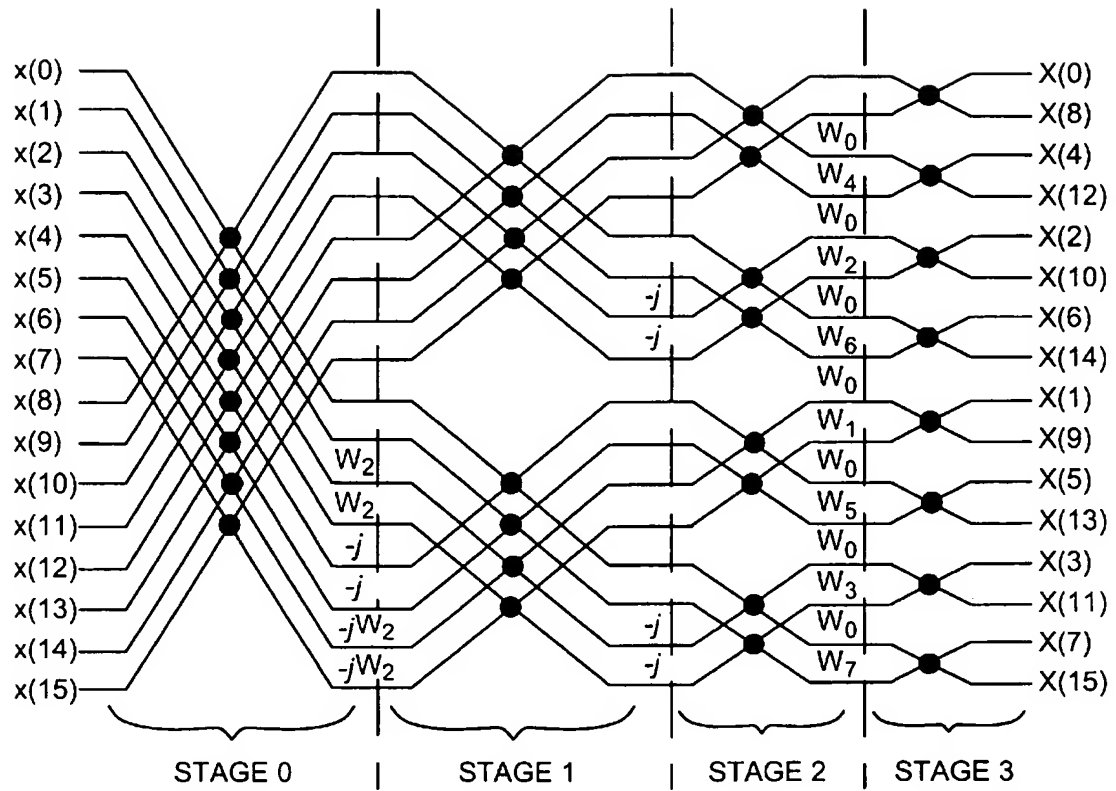 x(0)
x(1)
x(2)
x(3)
x(4)
x(5)
x(6)
x(7)
x(8)
x(9)
x(10)
x(11)
x(12)
x(13)
x(14)
x(15)
W2
W2
-j
-j
-jW2
-jW2
-j
-j
-j
-j
W0
W4
W0
W2
W0
W6
W0
W1
W0
W5
W0
W3
W0
W7
X(0)
X(8)
X(4)
X(12)
X(2)
X(10)
X(6)
X(14)
X(1)
X(9)
X(5)
X(13)
X(3)
X(11)
X(7)
X(15)
STAGE 0
STAGE 1
STAGE 2
STAGE 3